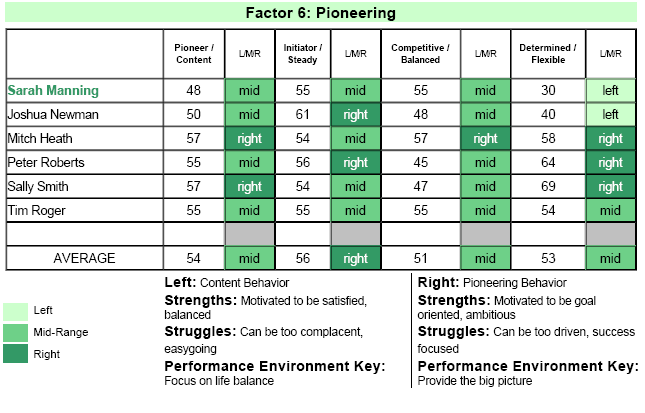 Factor 6: Pioneering
Pioneer / Content L/M/R Initiator / Steady L/M/R Competitive / Balanced L/M/R Determined / Flexible L/M/R
Sarah Manning 48 mid 55 mid 55 mid 30 left
Joshua Newman 50 mid 61 right 48 mid 40 left
Mitch Heath 57 right 54 mid 57 right 58 right
Peter Roberts 55 mid 56 right 45 mid 64 right
Sally Smith 57 right 54 mid 47 mid 69 right
Tim Roger 55 mid 55 mid 55 mid 54 mid
AVERAGE 54 mid 56 right 51 mid 53 mid
Left
Mid-Range
Right
Left: Content Behavior
Strengths: Motivated to be satisfied,
balanced
Struggles: Can be too complacent,
easygoing
Performance Environment Key:
Focus on life balance
Right: Pioneering Behavior
Strengths: Motivated to be goal
oriented, ambitious
Struggles: Can be too driven, success
focused
Performance Environment Key:
Provide the big picture